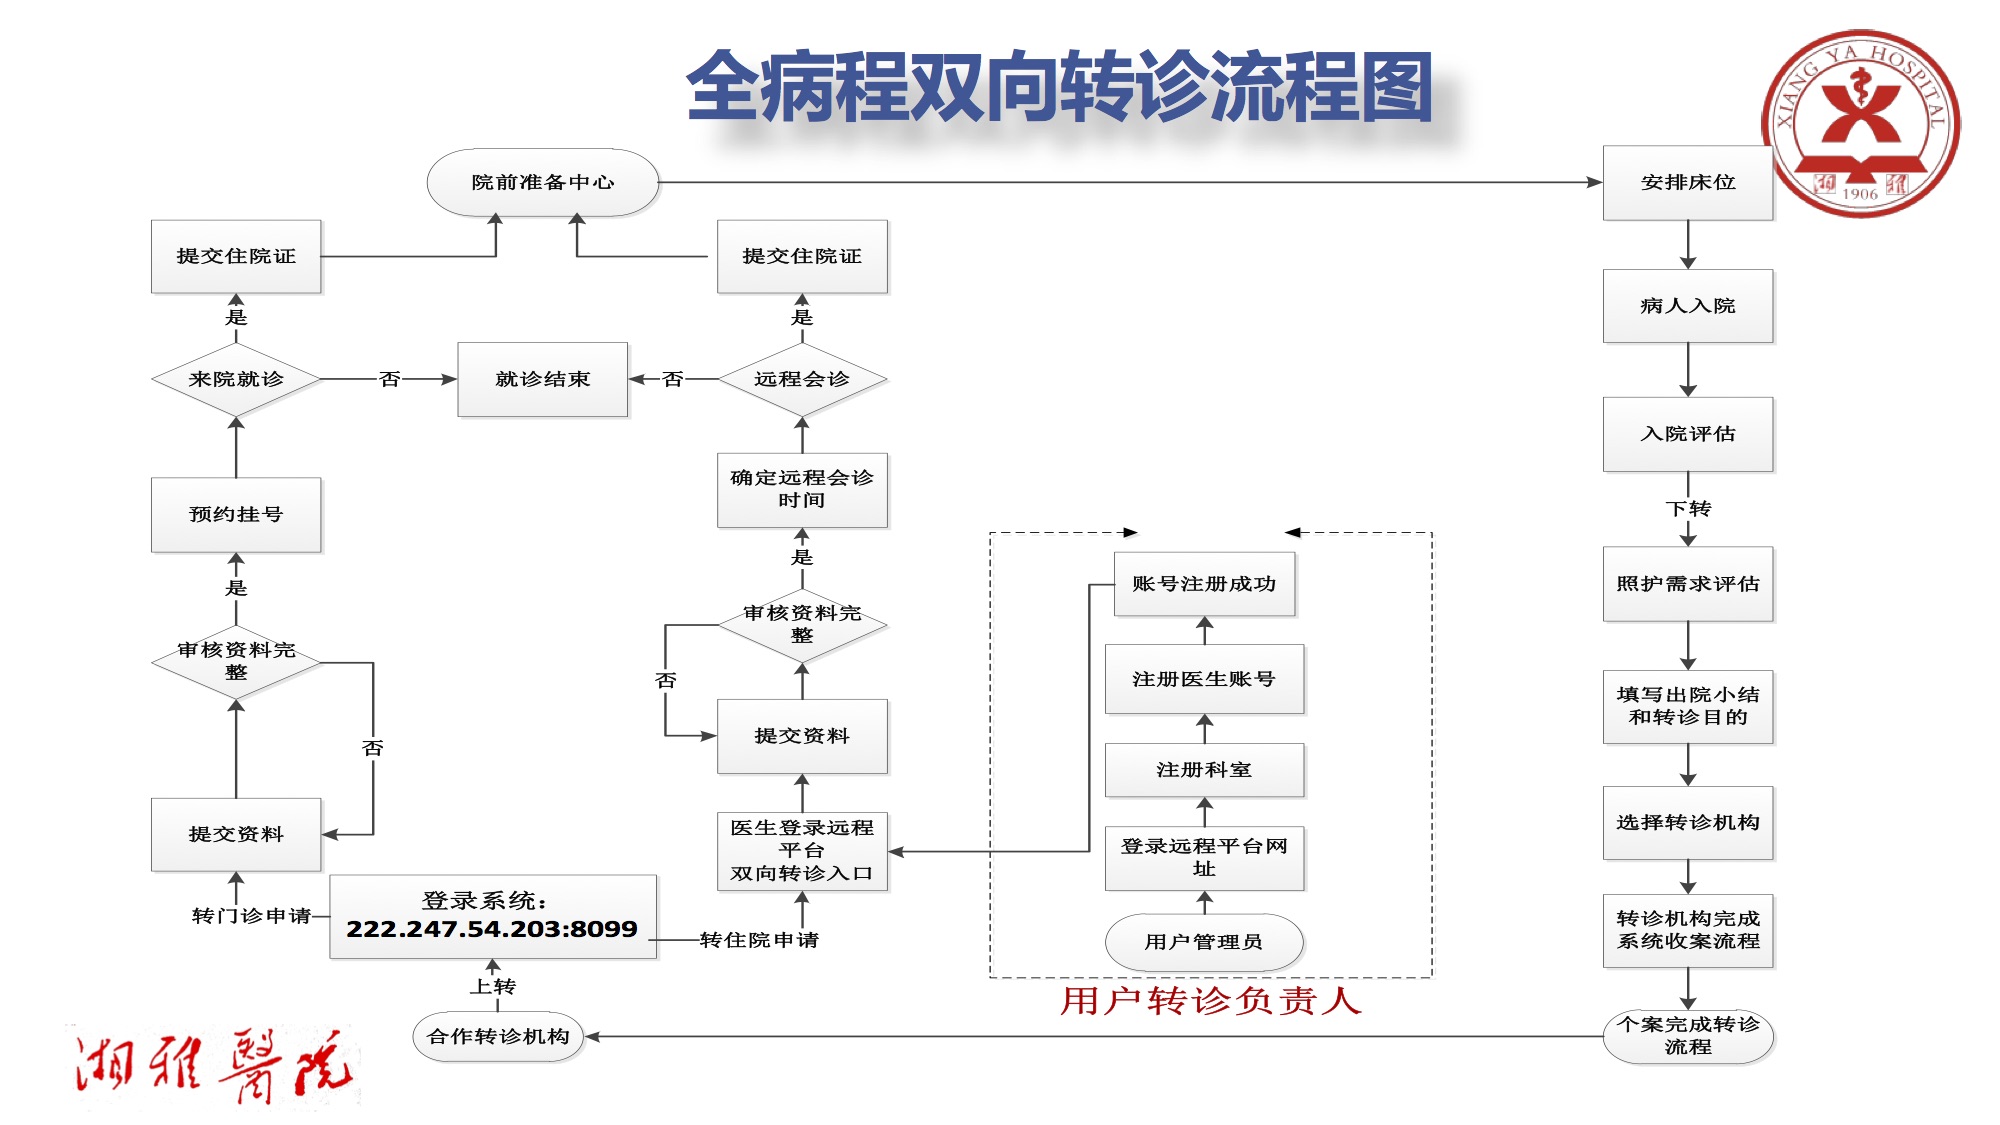 全病程双向转诊流程图
XIANG YA HOSPITAL
湘雅
1906
院前准备中心
安排床位
提交住院证
提交住院证
病人入院
是
是
来院就诊
否
就诊结束
否
远程会诊
入院评估
确定远程会诊
时间
预约挂号
下转
是
账号注册成功
照护需求评估
是
审核资料完
整
审核资料完
整
否
注册医生账号
填写出院小结
和转诊目的
否
提交资料
注册科室
选择转诊机构
提交资料
医生登录远程
平台
双向转诊入口
登录远程平台网
址
转门诊申请
登录系统：
222.247.54.203:8099
转住院申请
用户管理员
转诊机构完成
系统收案流程
上转
用户转诊负责人
合作转诊机构
个案完成转诊
流程
湘雅醫院